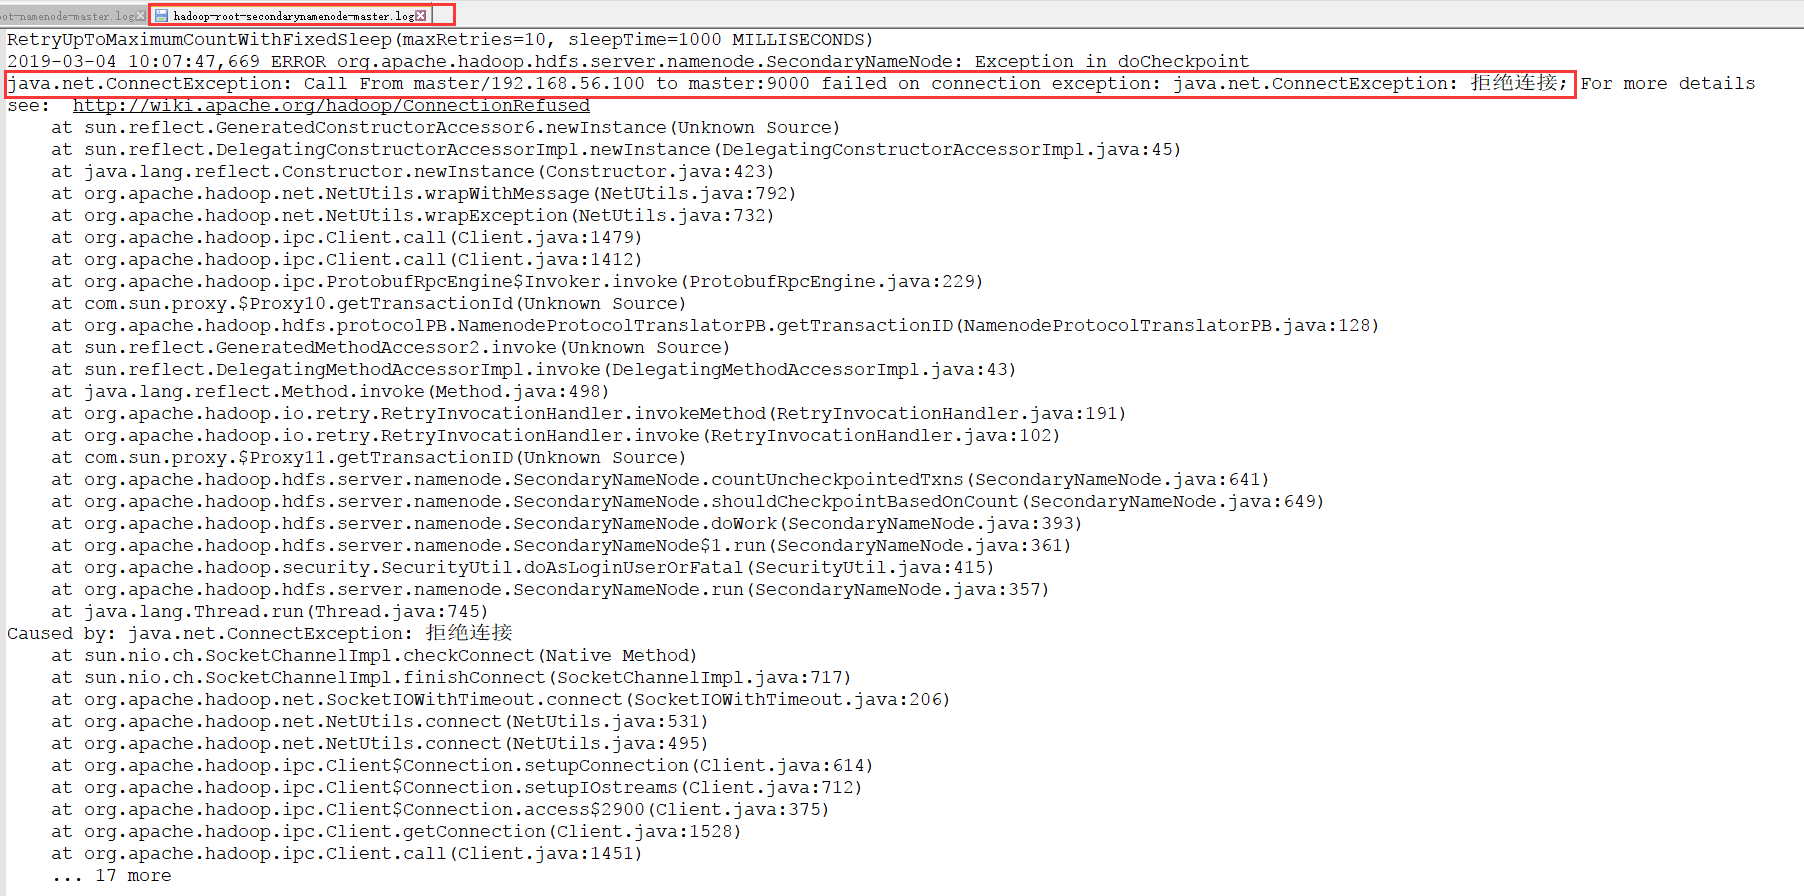 ot-namenode-master.log
hadoop-root-secondarynamenode-master.log
RetryUpToMaximumCountWithFixedSleep(maxRetries=10, sleepTime=1000 MILLISECONDS)
2019-03-04 10:07:47,669 ERROR org.apache.hadoop.hdfs.server.namenode.SecondaryNameNode: Exception in doCheckpoint
java.net.ConnectException: Call From master/192.168.56.100 to master:9000 failed on connection exception: java.net.ConnectException: 拒绝连接; For more details
see:  http://wiki.apache.org/hadoop/ConnectionRefused
    at sun.reflect.GeneratedConstructorAccessor6.newInstance(Unknown Source)
    at sun.reflect.DelegatingConstructorAccessorImpl.newInstance(DelegatingConstructorAccessorImpl.java:45)
    at java.lang.reflect.Constructor.newInstance(Constructor.java:423)
    at org.apache.hadoop.net.NetUtils.wrapWithMessage(NetUtils.java:792)
    at org.apache.hadoop.net.NetUtils.wrapException(NetUtils.java:732)
    at org.apache.hadoop.ipc.Client.call(Client.java:1479)
    at org.apache.hadoop.ipc.Client.call(Client.java:1412)
    at org.apache.hadoop.ipc.ProtobufRpcEngine$Invoker.invoke(ProtobufRpcEngine.java:229)
    at com.sun.proxy.$Proxy10.getTransactionId(Unknown Source)
    at org.apache.hadoop.hdfs.protocolPB.NamenodeProtocolTranslatorPB.getTransactionID(NamenodeProtocolTranslatorPB.java:128)
    at sun.reflect.GeneratedMethodAccessor2.invoke(Unknown Source)
    at sun.reflect.DelegatingMethodAccessorImpl.invoke(DelegatingMethodAccessorImpl.java:43)
    at java.lang.reflect.Method.invoke(Method.java:498)
    at org.apache.hadoop.io.retry.RetryInvocationHandler.invokeMethod(RetryInvocationHandler.java:191)
    at org.apache.hadoop.io.retry.RetryInvocationHandler.invoke(RetryInvocationHandler.java:102)
    at com.sun.proxy.$Proxy11.getTransactionID(Unknown Source)
    at org.apache.hadoop.hdfs.server.namenode.SecondaryNameNode.countUncheckpointedTxns(SecondaryNameNode.java:641)
    at org.apache.hadoop.hdfs.server.namenode.SecondaryNameNode.shouldCheckpointBasedOnCount(SecondaryNameNode.java:649)
    at org.apache.hadoop.hdfs.server.namenode.SecondaryNameNode.doWork(SecondaryNameNode.java:393)
    at org.apache.hadoop.hdfs.server.namenode.SecondaryNameNode$1.run(SecondaryNameNode.java:361)
    at org.apache.hadoop.security.SecurityUtil.doAsLoginUserOrFatal(SecurityUtil.java:415)
    at org.apache.hadoop.hdfs.server.namenode.SecondaryNameNode.run(SecondaryNameNode.java:357)
    at java.lang.Thread.run(Thread.java:745)
Caused by: java.net.ConnectException: 拒绝连接
    at sun.nio.ch.SocketChannelImpl.checkConnect(Native Method)
    at sun.nio.ch.SocketChannelImpl.finishConnect(SocketChannelImpl.java:717)
    at org.apache.hadoop.net.SocketIOWithTimeout.connect(SocketIOWithTimeout.java:206)
    at org.apache.hadoop.net.NetUtils.connect(NetUtils.java:531)
    at org.apache.hadoop.net.NetUtils.connect(NetUtils.java:495)
    at org.apache.hadoop.ipc.Client$Connection.setupConnection(Client.java:614)
    at org.apache.hadoop.ipc.Client$Connection.setupIOstreams(Client.java:712)
    at org.apache.hadoop.ipc.Client$Connection.access$2900(Client.java:375)
    at org.apache.hadoop.ipc.Client.getConnection(Client.java:1528)
    at org.apache.hadoop.ipc.Client.call(Client.java:1451)
    ... 17 more